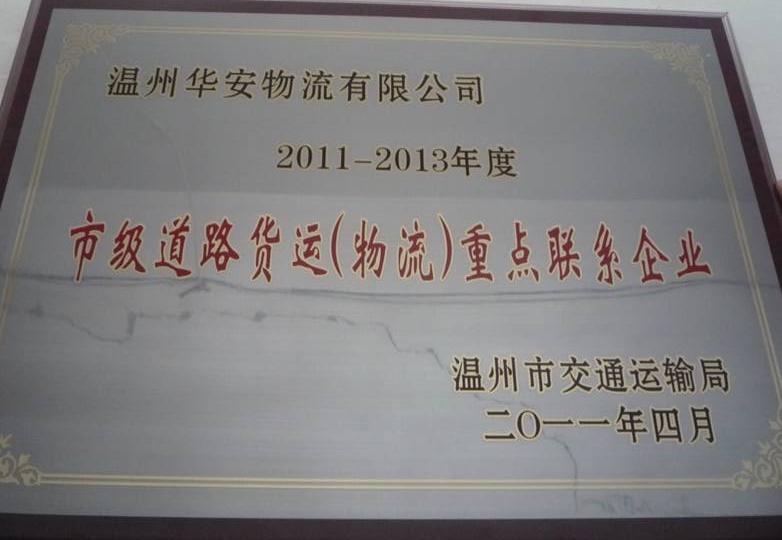 温州华安物流有限公司
2011-2013年度
市级道路货运(物流)重点联系企业
温州市交通运输局
二〇一一年四月